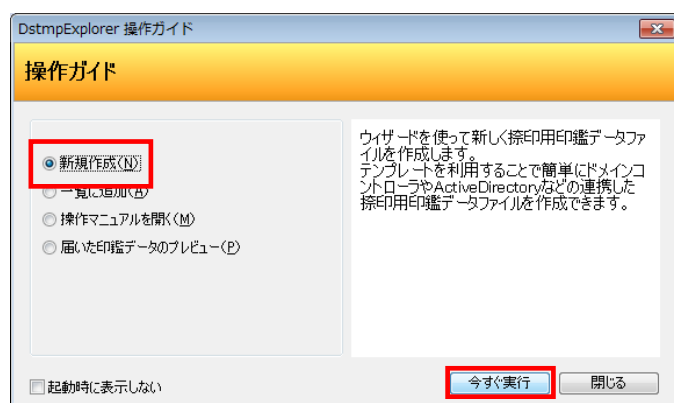 DstmpExplorer 操作ガイド
操作ガイド
新規作成(N)
一覧に追加(A)
操作マニュアルを開く(M)
届いた印鑑データのプレビュー(P)
ウィザードを使って新しく捺印用印鑑データファ
イルを作成します。
テンプレートを利用することで簡単にドメインコ
ントローラやActiveDirectoryなどの連携した
捺印用印鑑データファイルを作成できます。
起動時に表示しない
今すぐ実行
閉じる